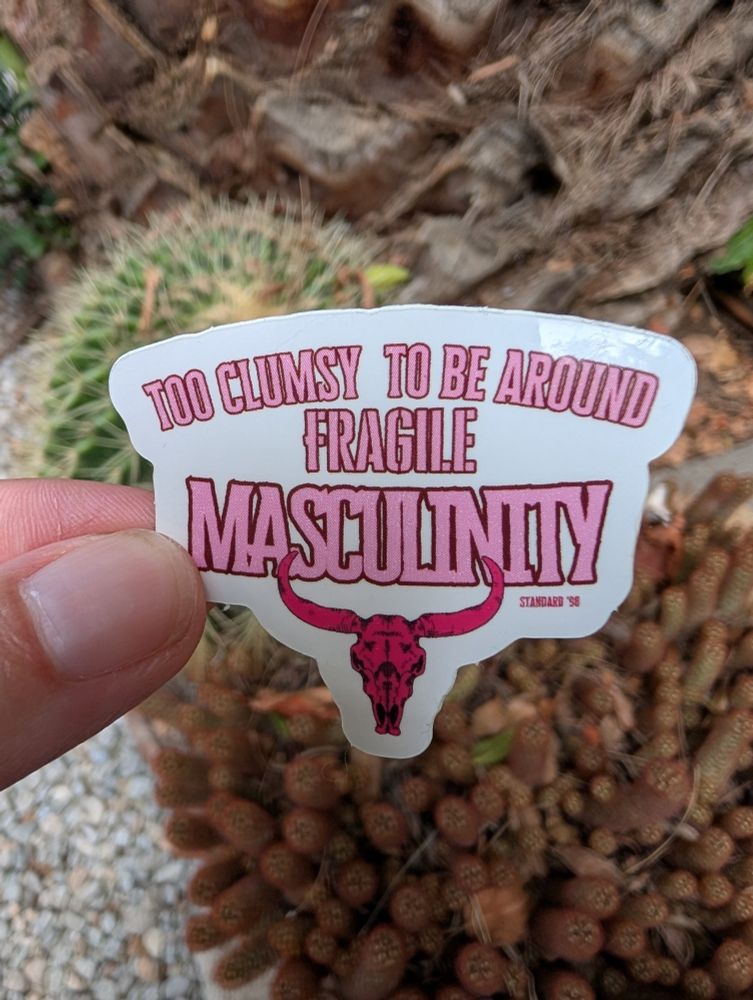 TOO CLUMSY TO BE AROUND
FRAGILE
MASCULINITY
STANDARD '98